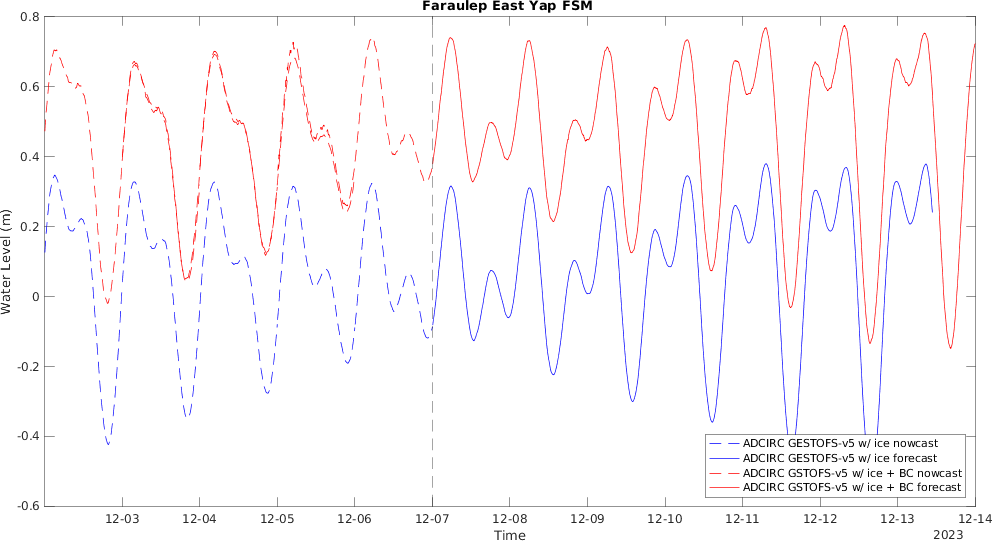 Faraulep East Yap FSM
0.8
0.6
0.4
0.2
0
-0.2
-0.4
-0.6
Water Level (m)
ADCIRC GESTOFS-v5 w/ ice nowcast
ADCIRC GESTOFS-v5 w/ ice forecast
ADCIRC GSTOFS-v5 w/ ice + BC nowcast
ADCIRC GSTOFS-v5 w/ ice + BC forecast
12-03 12-04 12-05 12-06 12-07 12-08 12-09 12-10 12-11 12-12 12-13 12-14
Time
2023